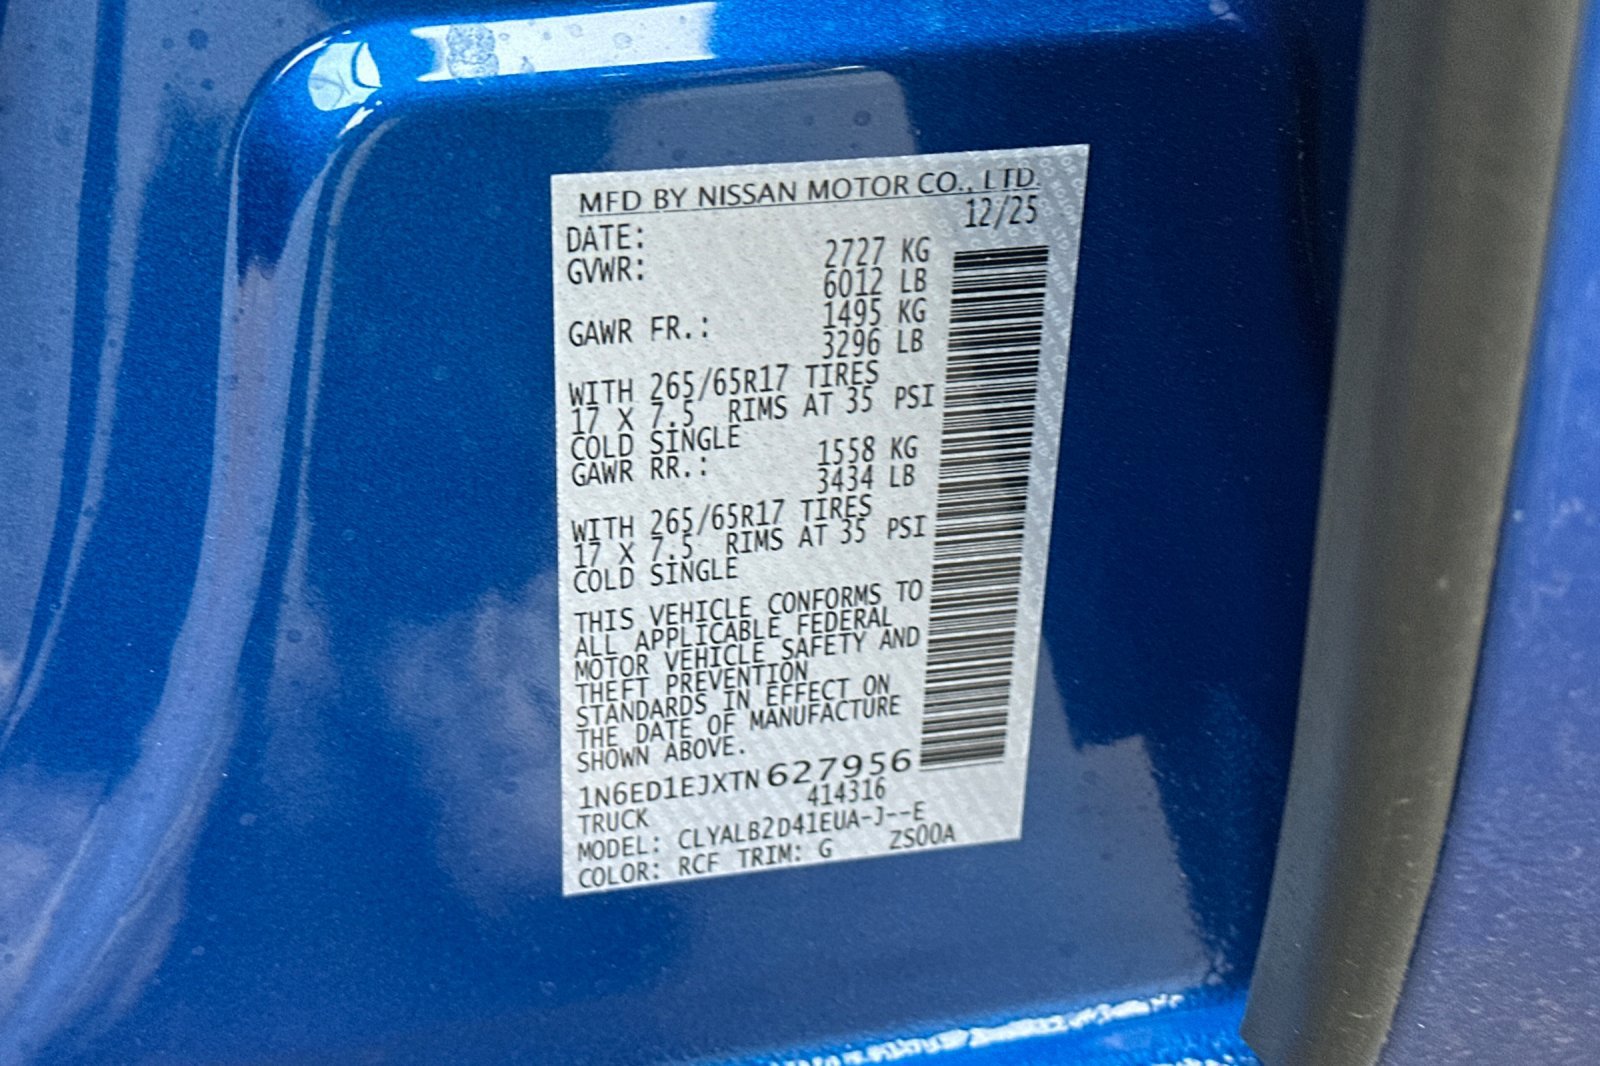 MFD BY NISSAN MOTOR CO., LTD.
DATE: 12/25
GVWR: 2727 KG
6012 LB
GAWR FR.: 1495 KG
3296 LB
WITH 265/65R17 TIRES
17 X 7.5 RIMS AT 35 PSI
COLD SINGLE
GAWR RR.: 1558 KG
3434 LB
WITH 265/65R17 TIRES
17 X 7.5 RIMS AT 35 PSI
COLD SINGLE
THIS VEHICLE CONFORMS TO
ALL APPLICABLE FEDERAL
MOTOR VEHICLE SAFETY AND
THEFT PREVENTION
STANDARDS IN EFFECT ON
THE DATE OF MANUFACTURE
SHOWN ABOVE.
1N6ED1EJXTN627956
TRUCK 414316
MODEL: CLYALB2D41EUA-J--E
COLOR: RCF TRIM: G ZS00A